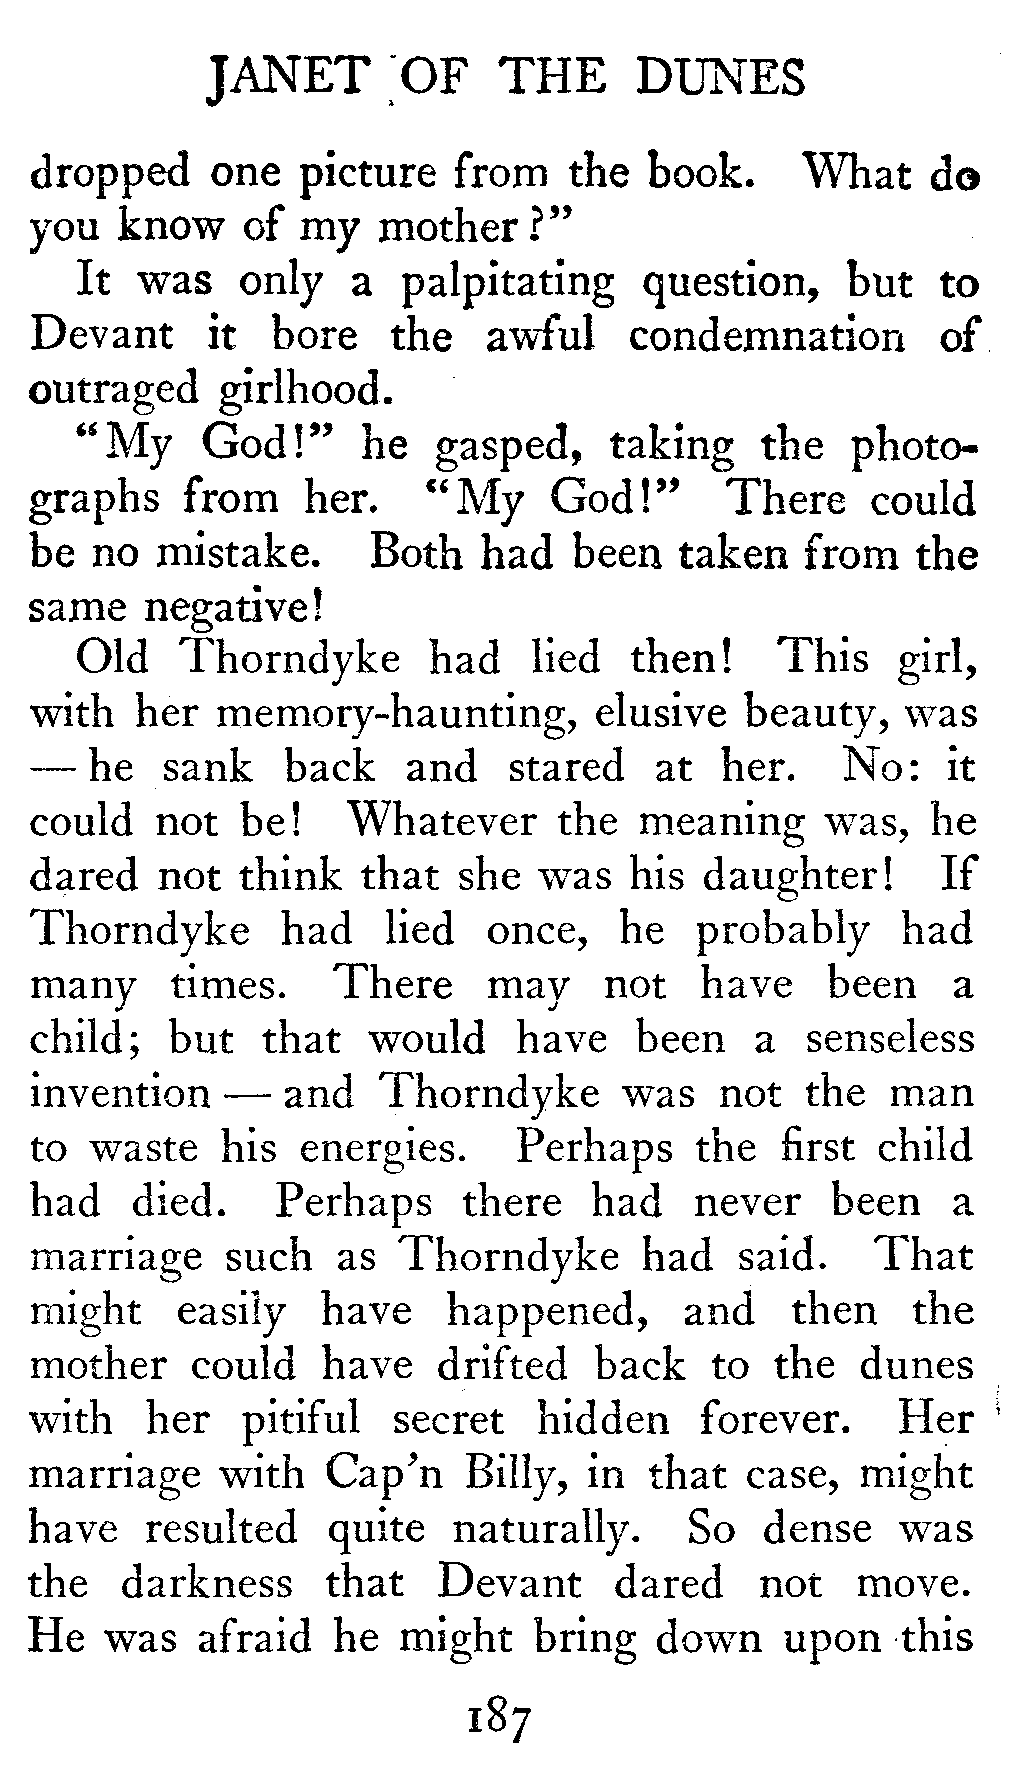 JANET OF THE DUNES
dropped one picture from the book. What do
you know of my mother?"
It was only a palpitating question, but to
Devant it bore the awful condemnation of
outraged girlhood.
"My God!" he gasped, taking the photo-
graphs from her. "My God!" There could
be no mistake. Both had been taken from the
same negative!
Old Thorndyke had lied then! This girl,
with her memory-haunting, elusive beauty, was
— he sank back and stared at her. No: it
could not be! Whatever the meaning was, he
dared not think that she was his daughter! If
Thorndyke had lied once, he probably had
many times. There may not have been a
child; but that would have been a senseless
invention — and Thorndyke was not the man
to waste his energies. Perhaps the first child
had died. Perhaps there had never been a
marriage such as Thorndyke had said. That
might easily have happened, and then the
mother could have drifted back to the dunes
with her pitiful secret hidden forever. Her
marriage with Cap'n Billy, in that case, might
have resulted quite naturally. So dense was
the darkness that Devant dared not move.
He was afraid he might bring down upon this
187